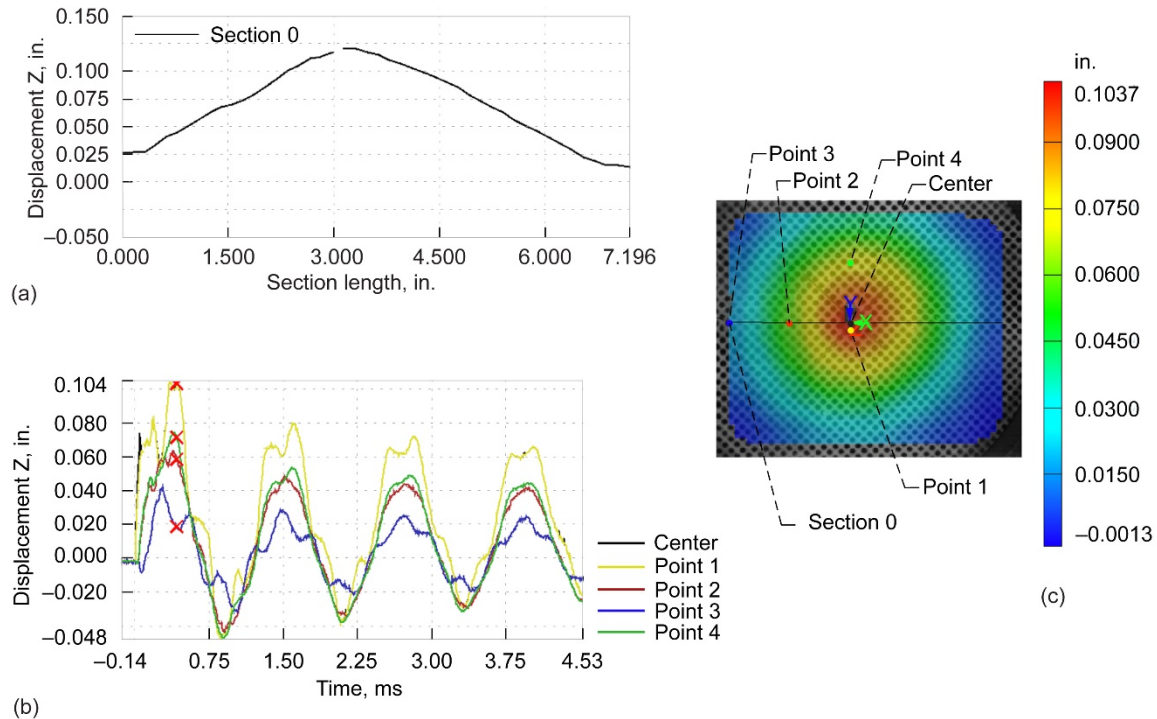 0.150
Section 0
0.100
0.075
0.050
0.025
0.000
−0.050
Displacement Z, in.
0.000
1.500
3.000
4.500
6.000
7.196
Section length, in.
(a)
0.104
0.080
0.060
0.040
0.020
0.000
−0.020
−0.048
Displacement Z, in.
−0.14
0.75
1.50
2.25
3.00
3.75
4.53
Time, ms
(b)
Center
Point 1
Point 2
Point 3
Point 4
Point 3
Point 2
Point 4
Center
Y
X
Point 1
Section 0
in.
0.1037
0.0900
0.0750
0.0600
0.0450
0.0300
0.0150
−0.0013
(c)